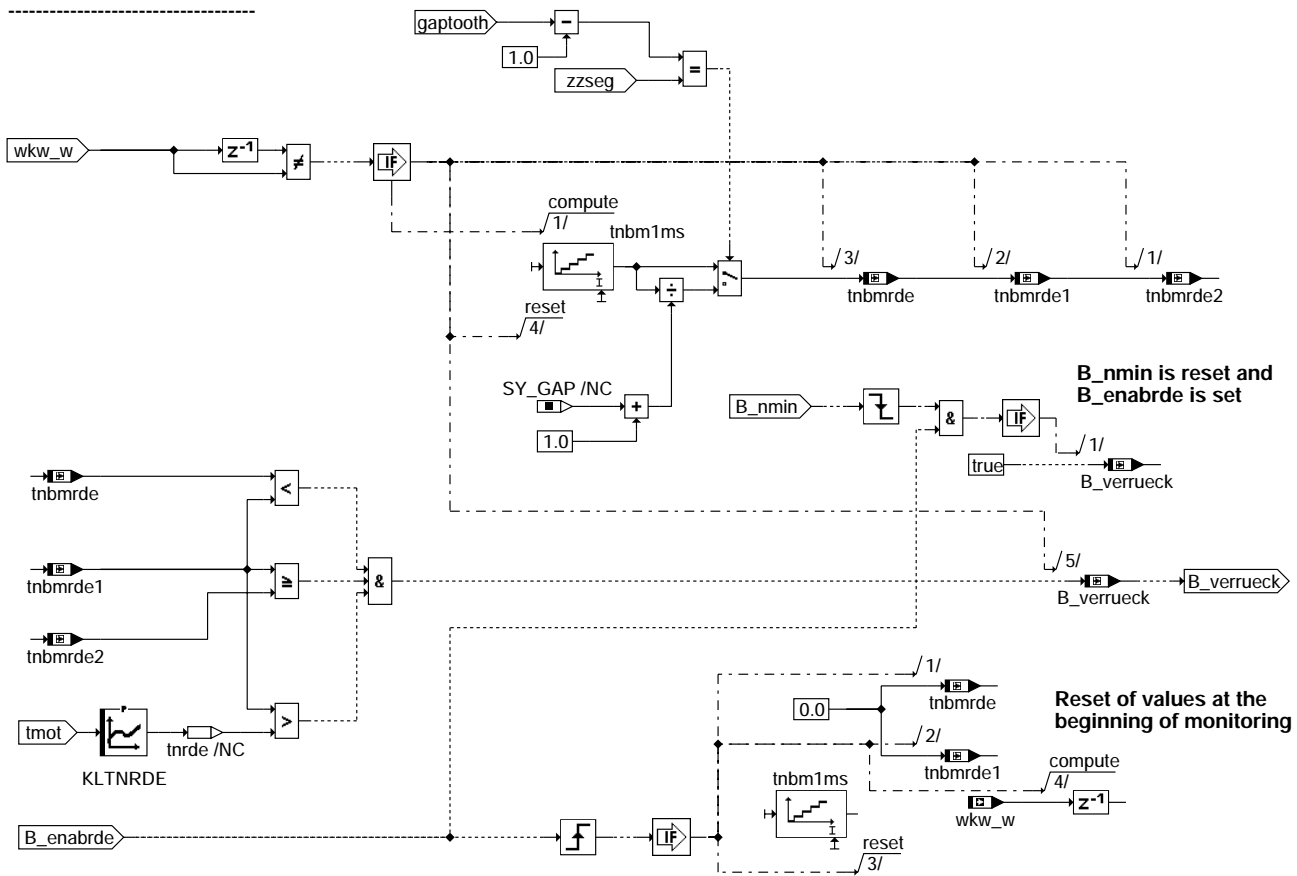 gaptooth
−
1.0
zzseg
=
wkw_w
z-1
≠
IF
compute
1/
tnbm1ms
3/
2/
1/
÷
tnbmrde
tnbmrde1
tnbmrde2
reset
4/
SY_GAP /NC
+
1.0
B_nmin
&
IF
B_nmin is reset and
B_enabrde is set
1/
true
B_verrueck
tnbmrde
<
tnbmrde1
≥
&
5/
B_verrueck
B_verrueck
tnbmrde2
1/
0.0
tnbmrde
Reset of values at the
beginning of monitoring
tmot
P
tnrde /NC
>
KLTNRDE
2/
tnbmrde1
compute
4/
tnbm1ms
wkw_w
z-1
B_enabrde
IF
reset
3/